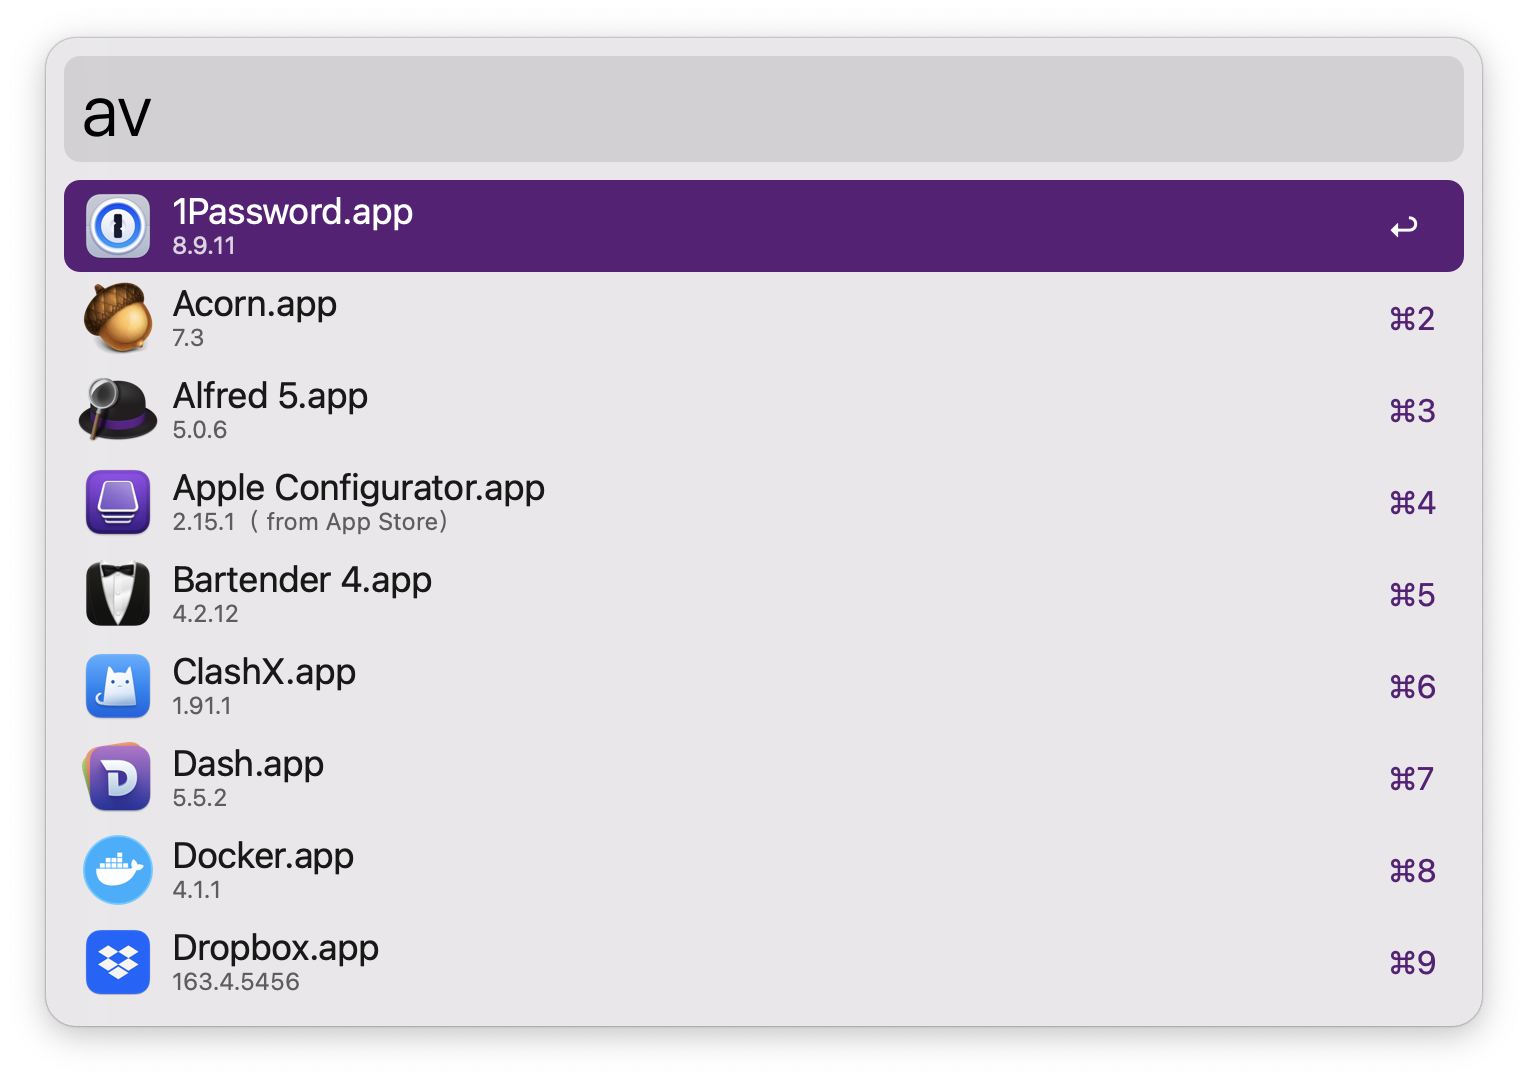 av
1Password.app
8.9.11
Acorn.app
7.3
⌘2
Alfred 5.app
5.0.6
⌘3
Apple Configurator.app
2.15.1  ( from App Store)
⌘4
Bartender 4.app
4.2.12
⌘5
ClashX.app
1.91.1
⌘6
Dash.app
5.5.2
⌘7
Docker.app
4.1.1
⌘8
Dropbox.app
163.4.5456
⌘9